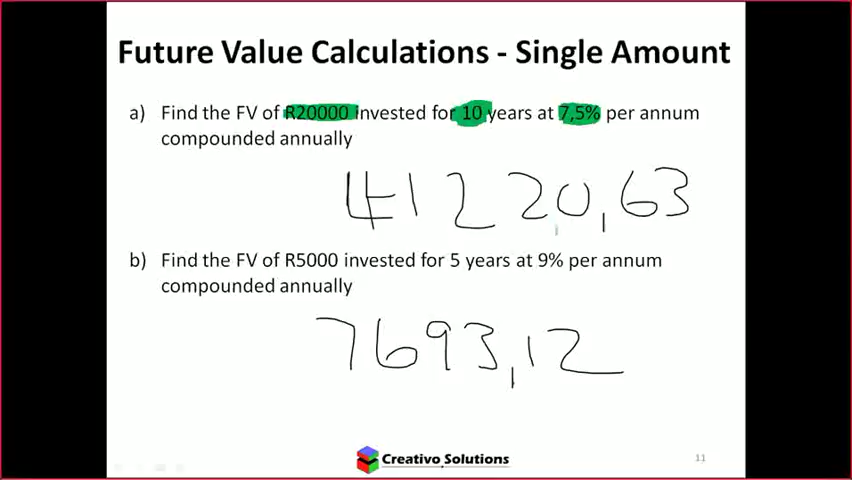 Future Value Calculations - Single Amount
a) Find the FV of R20000 invested for 10 years at 7,5% per annum
compounded annually
41220,63
b) Find the FV of R5000 invested for 5 years at 9% per annum
compounded annually
7693,12
Creativo Solutions
11